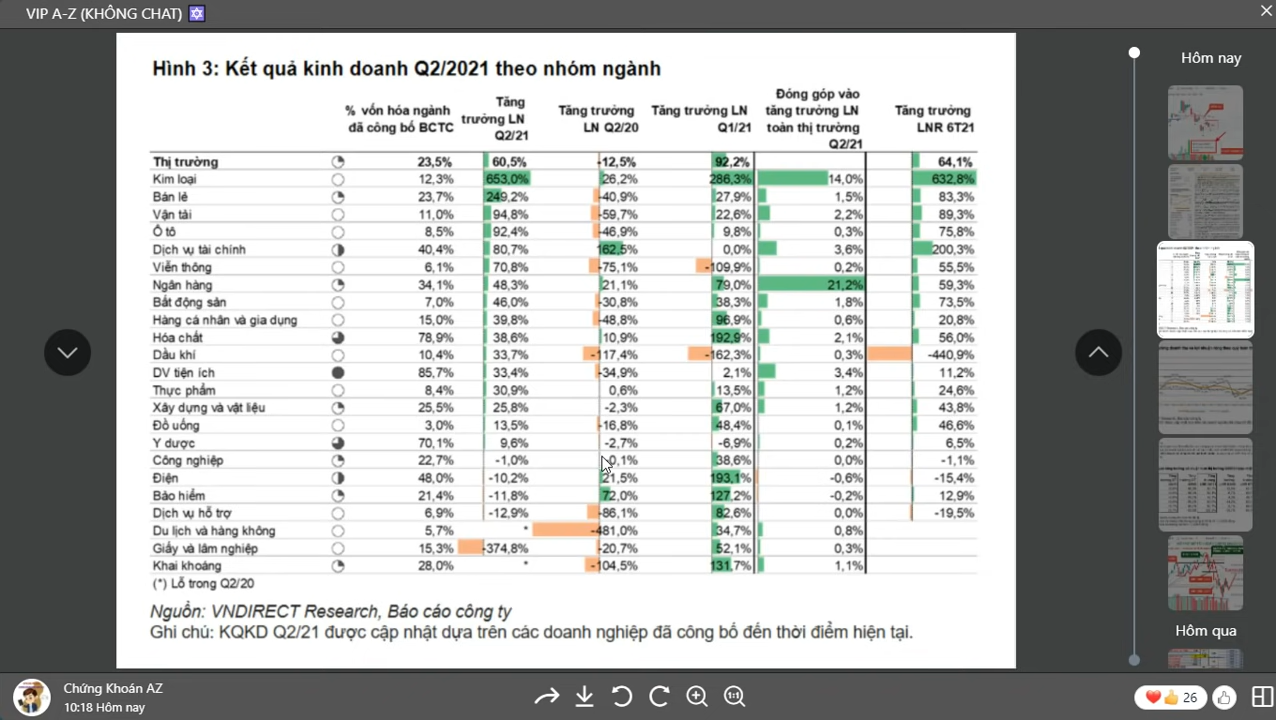 VIP A-Z (KHÔNG CHAT)
Hình 3: Kết quả kinh doanh Q2/2021 theo nhóm ngành
% vốn hóa ngành đã công bố BCTC | Tăng trưởng LN Q2/21 | Tăng trưởng LN Q2/20 | Tăng trưởng LN Q1/21 | Đóng góp vào tăng trưởng LN toàn thị trường Q2/21 | Tăng trưởng LNR 6T21
Thị trường 23,5% 60,5% -12,5% 92,2% 64,1%
Kim loại 12,3% 653,0% 26,2% 286,3% 14,0% 632,8%
Bán lẻ 23,7% 249,2% -40,9% 27,9% 1,5% 83,3%
Vận tải 11,0% 94,8% -59,7% 22,6% 2,2% 89,3%
Ô tô 8,5% 92,4% -46,9% 9,8% 0,3% 75,8%
Dịch vụ tài chính 40,4% 80,7% 162,5% 0,0% 3,6% 200,3%
Viễn thông 6,1% 70,8% -75,1% -109,9% 0,2% 55,5%
Ngân hàng 34,1% 48,3% 21,1% 79,0% 21,2% 59,3%
Bất động sản 7,0% 46,0% -30,8% 38,3% 1,8% 73,5%
Hàng cá nhân và gia dụng 15,0% 39,8% -48,8% 96,9% 0,6% 20,8%
Hóa chất 78,9% 38,6% 10,9% 192,9% 2,1% 56,0%
Dầu khí 10,4% 33,7% -117,4% -162,3% 0,3% -440,9%
DV tiện ích 85,7% 33,4% -34,9% 2,1% 3,4% 11,2%
Thực phẩm 8,4% 30,9% 0,6% 13,5% 1,2% 24,6%
Xây dựng và vật liệu 25,5% 25,8% -2,3% 67,0% 1,2% 43,8%
Đồ uống 3,0% 13,5% -16,8% 48,4% 0,1% 46,6%
Y dược 70,1% 9,6% -2,7% -6,9% 0,2% 6,5%
Công nghiệp 22,7% -1,0% 0,1% 38,6% 0,0% -1,1%
Điện 48,0% -10,2% 21,5% 193,1% -0,6% -15,4%
Bảo hiểm 21,4% -11,8% 72,0% 127,2% -0,2% 12,9%
Dịch vụ hỗ trợ 6,9% -12,9% -86,1% 82,6% 0,0% -19,5%
Du lịch và hàng không 5,7% * -481,0% 34,7% 0,8%
Giấy và lâm nghiệp 15,3% -374,8% -20,7% 52,1% 0,3%
Khai khoáng 28,0% * -104,5% 131,7% 1,1%
(*) Lỗ trong Q2/20
Nguồn: VNDIRECT Research, Báo cáo công ty
Ghi chú: KQKD Q2/21 được cập nhật dựa trên các doanh nghiệp đã công bố đến thời điểm hiện tại.
Hôm nay
Hôm qua
Chứng Khoán AZ
10:18 Hôm nay
1:1
26